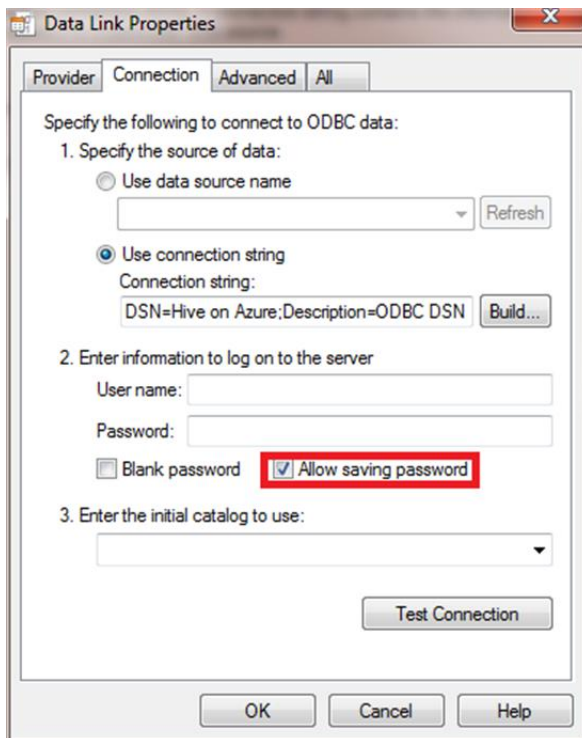 Data Link Properties
x
Provider Connection Advanced All
Specify the following to connect to ODBC data:
1. Specify the source of data:
Use data source name
Refresh
Use connection string
Connection string:
DSN=Hive on Azure;Description=ODBC DSN Build...
2. Enter information to log on to the server
User name:
Password:
Blank password Allow saving password
3. Enter the initial catalog to use:
Test Connection
OK Cancel Help